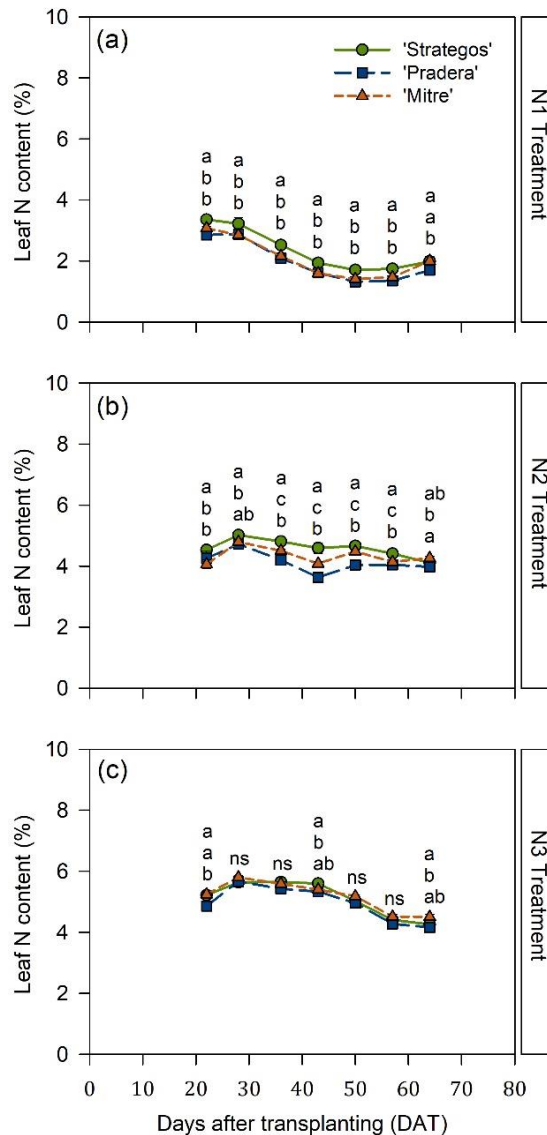 10
(a)
'Strategos'
'Pradera'
'Mitre'
8
6
4
2
0
Leaf N content (%)
N1 Treatment
a a a a a a a
b b b b b b a
b b b b b b b
10
(b)
8
6
4
2
0
Leaf N content (%)
N2 Treatment
a a a a a a ab
b b c c c c b
b ab b b b b a
10
(c)
8
6
4
2
0
Leaf N content (%)
N3 Treatment
a a a
a ns ns b ns ns b
b ab ab
0 10 20 30 40 50 60 70 80
Days after transplanting (DAT)